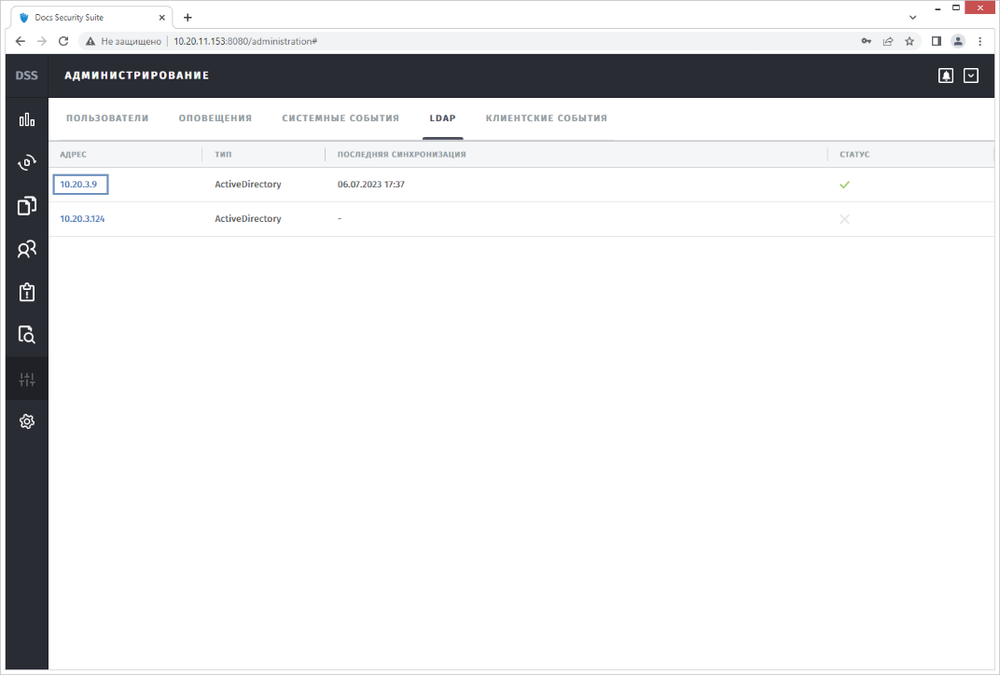 Docs Security Suite
Не защищено 10.20.11.153:8080/administration#
DSS АДМИНИСТРИРОВАНИЕ
ПОЛЬЗОВАТЕЛИ ОПОВЕЩЕНИЯ СИСТЕМНЫЕ СОБЫТИЯ LDAP КЛИЕНТСКИЕ СОБЫТИЯ
АДРЕС ТИП ПОСЛЕДНЯЯ СИНХРОНИЗАЦИЯ СТАТУС
10.20.3.9 ActiveDirectory 06.07.2023 17:37
10.20.3.124 ActiveDirectory -